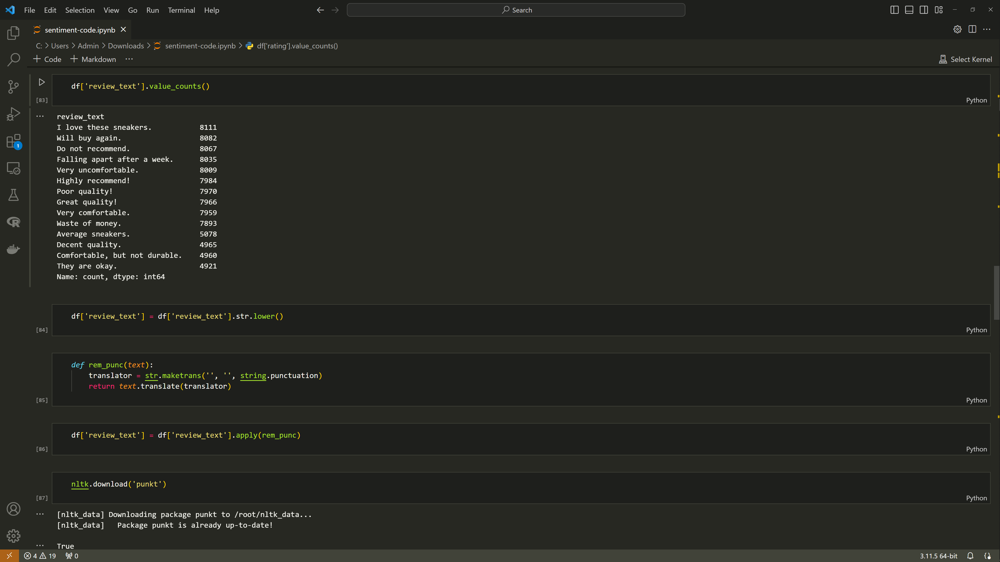 File Edit Selection View Go Run Terminal Help
Search
sentiment-code.ipynb
C: > Users > Admin > Downloads > sentiment-code.ipynb > df['rating'].value_counts()
+ Code + Markdown ...
Select Kernel
df['review_text'].value_counts()
[83]
Python
review_text
I love these sneakers. 8111
Will buy again. 8082
Do not recommend. 8067
Falling apart after a week. 8035
Very uncomfortable. 8009
Highly recommend! 7984
Poor quality! 7970
Great quality! 7966
Very comfortable. 7959
Waste of money. 7893
Average sneakers. 5078
Decent quality. 4965
Comfortable, but not durable. 4960
They are okay. 4921
Name: count, dtype: int64
1
df['review_text'] = df['review_text'].str.lower()
[84]
Python
def rem_punc(text):
    translator = str.maketrans('', '', string.punctuation)
    return text.translate(translator)
[85]
Python
df['review_text'] = df['review_text'].apply(rem_punc)
[86]
Python
nltk.download('punkt')
[87]
Python
[nltk_data] Downloading package punkt to /root/nltk_data...
[nltk_data]   Package punkt is already up-to-date!
True
4 19 0
3.11.5 64-bit